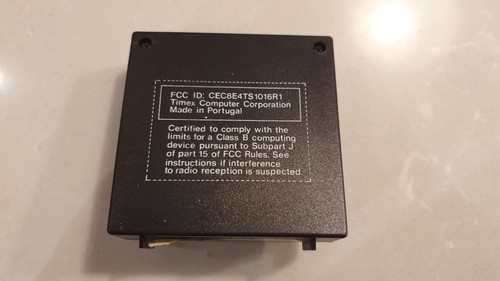 FCC ID: CEC8E4TS1016R1
Timex Computer Corporation
Made in Portugal
Certified to comply with the
limits for a Class B computing
device pursuant to Subpart J
of part 15 of FCC Rules. See
instructions if interference
to radio reception is suspected.